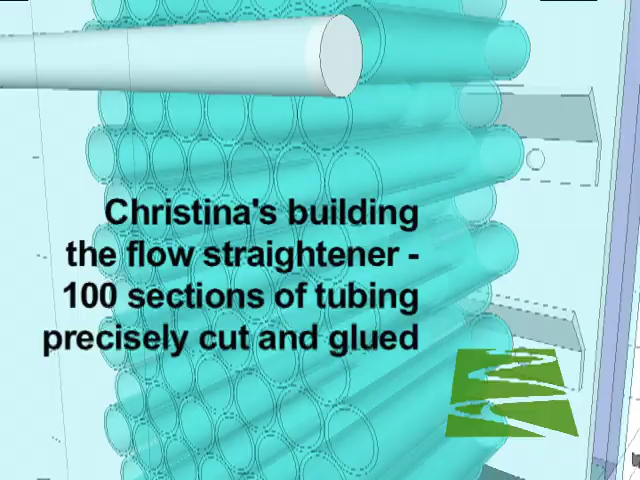 Christina's building
the flow straightener -
100 sections of tubing
precisely cut and glued